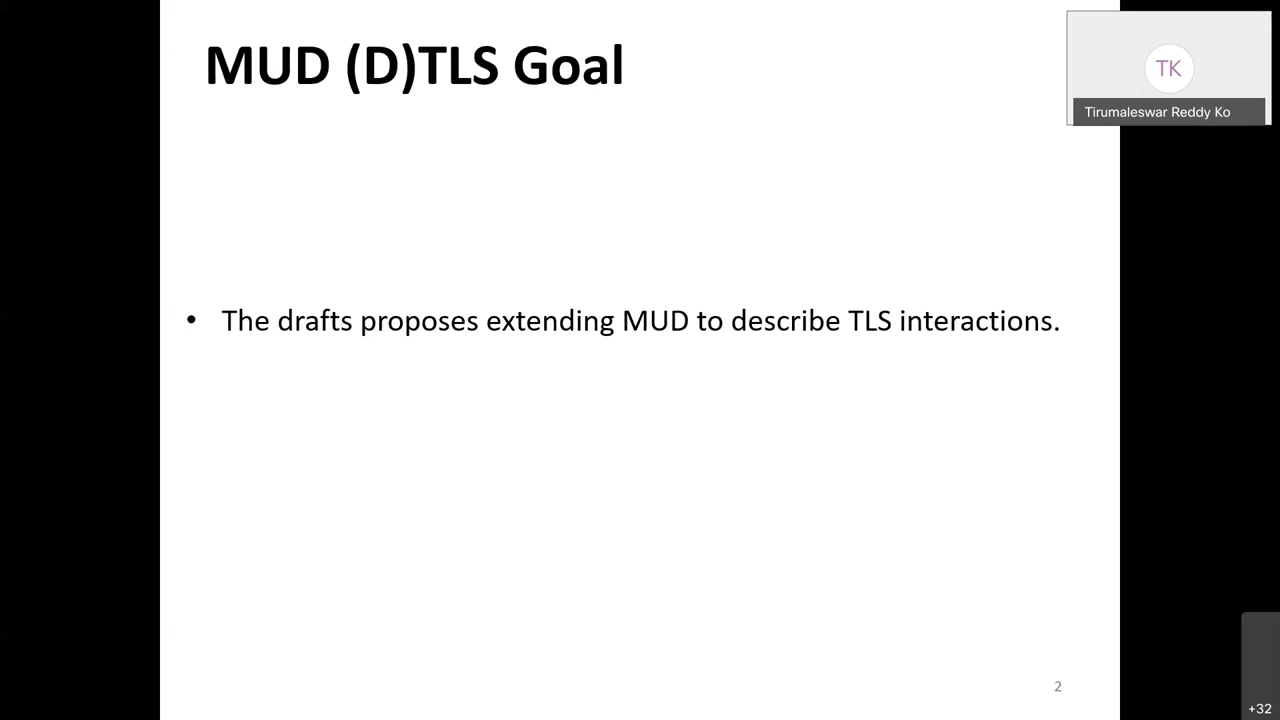 MUD (D)TLS Goal
TK
Tirumaleswar Reddy Ko
• The drafts proposes extending MUD to describe TLS interactions.
2
+32